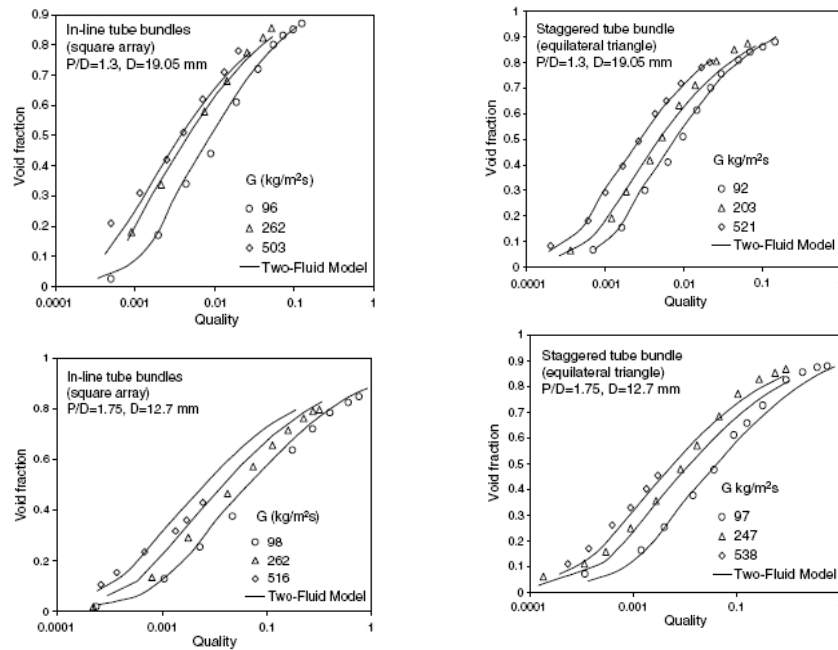 In-line tube bundles
(square array)
P/D=1.3, D=19.05 mm
Void fraction
0.9
0.8
0.7
0.6
0.5
0.4
0.3
0.2
0.1
0
G (kg/m²s)
96
262
503
Two-Fluid Model
0.0001
0.001
0.01
0.1
1
Quality
Staggered tube bundle
(equilateral triangle)
P/D=1.3, D=19.05 mm
Void fraction
1
0.9
0.8
0.7
0.6
0.5
0.4
0.3
0.2
0.1
0
G (kg/m²s)
92
203
521
Two-Fluid Model
0.0001
0.001
0.01
0.1
Quality
In-line tube bundles
(square array)
P/D=1.75, D=12.7 mm
Void fraction
1
0.8
0.6
0.4
0.2
0
G (kg/m²s)
98
262
516
Two-Fluid Model
0.0001
0.001
0.1
0.1
1
Quality
Staggered tube bundle
(equilateral triangle)
P/D=1.75, D=12.7 mm
Void fraction
1
0.9
0.8
0.7
0.6
0.5
0.4
0.3
0.2
0.1
0
G kg/m²s)
97
247
538
Two-Fluid Model
0.0001
0.001
0.1
Quality